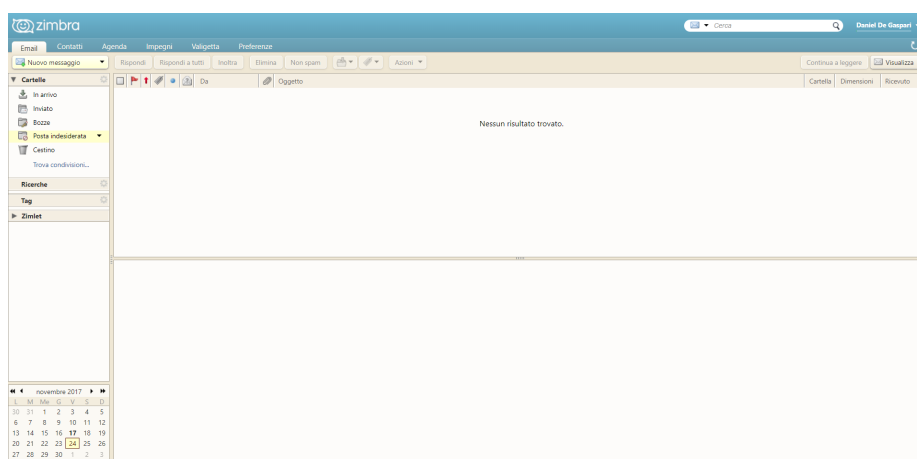 zimbra
Cerca
Daniel De Gaspari
Email Contatti Agenda Impegni Valigetta Preferenze
Nuovo messaggio Rispondi Rispondi a tutti Inoltra Elimina Non spam Azioni Continua a leggere Visualizza
Cartelle Da Oggetto Cartella Dimensioni Ricevuto
In arrivo
Inviato
Bozze
Posta indesiderata
Cestino
Trova condivisioni...
Ricerche
Tag
Zimlet
Nessun risultato trovato.
novembre 2017
L M Me G V S D
30 31 1 2 3 4 5
6 7 8 9 10 11 12
13 14 15 16 17 18 19
20 21 22 23 24 25 26
27 28 29 30 1 2 3